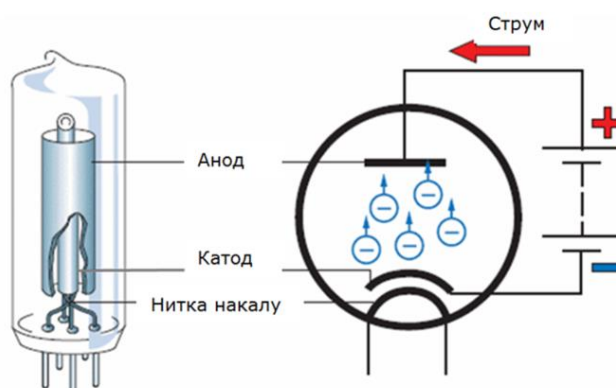 Струм
+
Анод
Катод
Нитка накалу
−